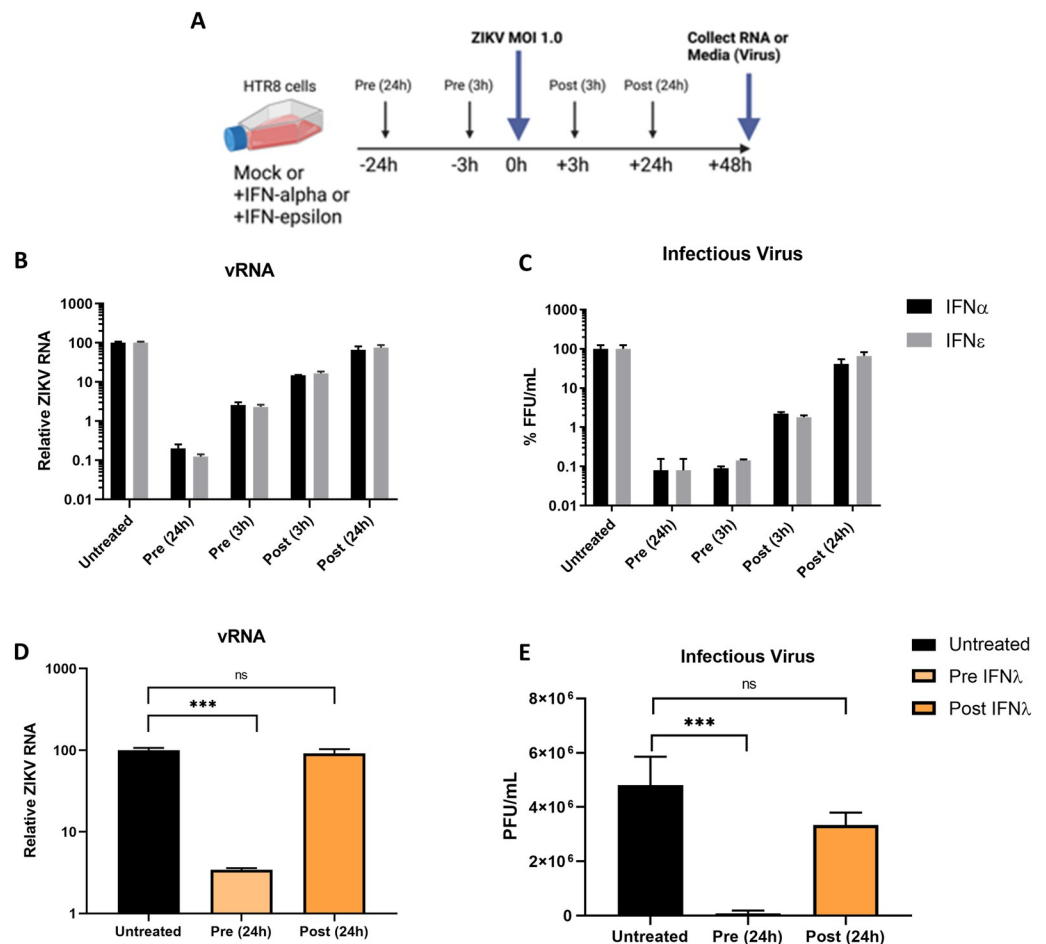 A
ZIKV MOI 1.0
Collect RNA or
Media (Virus)
HTR8 cells
Pre (24h)
Pre (3h)
Post (3h)
Post (24h)
-24h
-3h
0h
+3h
+24h
+48h
Mock or
+IFN-alpha or
+IFN-epsilon
B
vRNA
Relative ZIKV RNA
1000
100
10
1
0.1
0.01
Untreated
Pre (24h)
Pre (3h)
Post (3h)
Post (24h)
C
Infectious Virus
% FFU/mL
1000
100
10
1
0.1
0.01
Untreated
Pre (24h)
Pre (3h)
Post (3h)
Post (24h)
IFNα
IFNε
D
vRNA
Relative ZIKV RNA
1000
100
10
1
ns
***
Untreated
Pre (24h)
Post (24h)
E
Infectious Virus
PFU/mL
8×10⁶
6×10⁶
4×10⁶
2×10⁶
0
ns
***
Untreated
Pre (24h)
Post (24h)
Untreated
Pre IFNλ
Post IFNλ